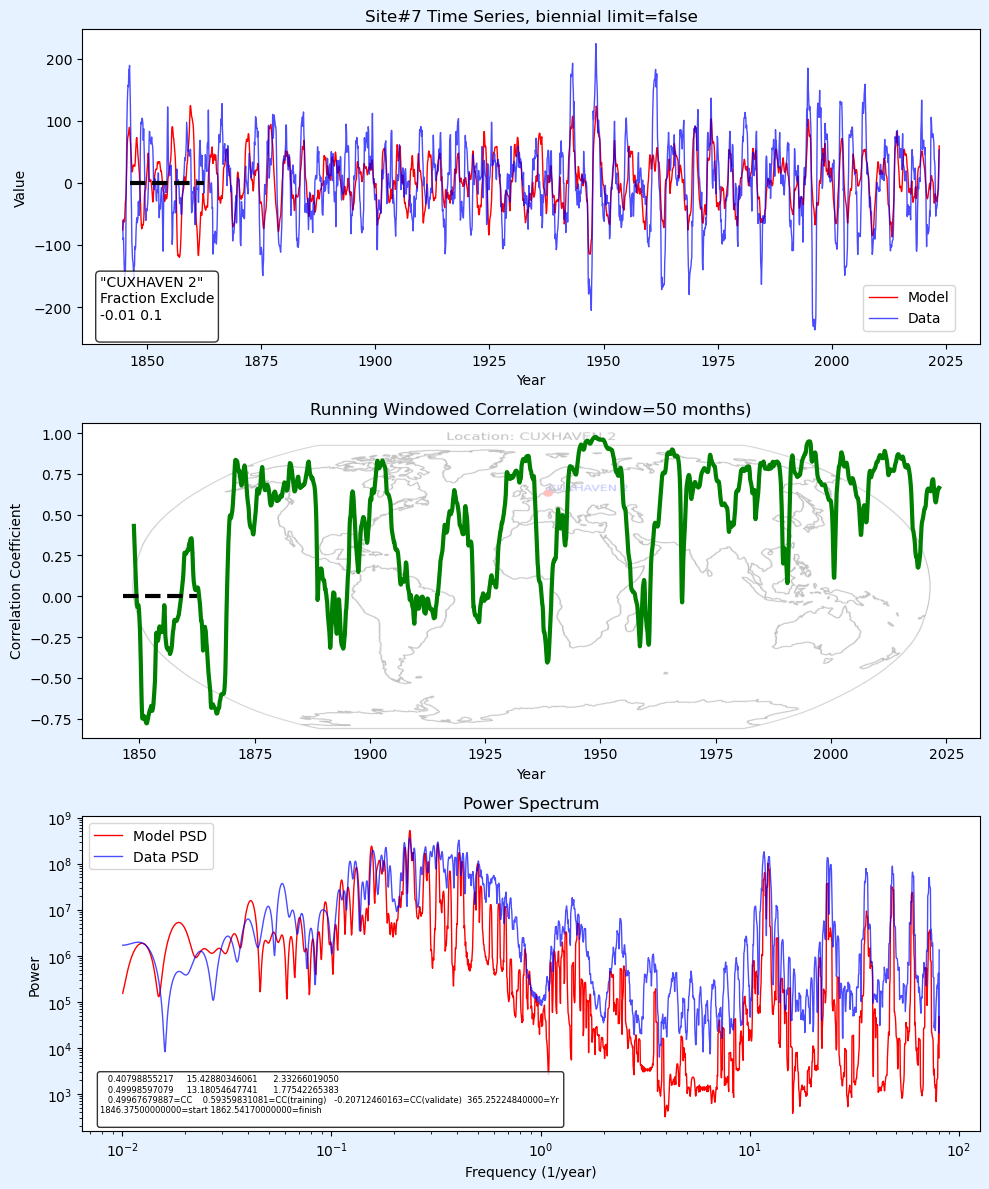 Site#7 Time Series, biennial limit=false
Value
200
100
0
−100
−200
"CUXHAVEN 2"
Fraction Exclude
-0.01 0.1
Model
Data
1850 1875 1900 1925 1950 1975 2000 2025
Year
Running Windowed Correlation (window=50 months)
Correlation Coefficient
Location: CUXHAVEN 2
CUXHAVEN
1.00
0.75
0.50
0.25
0.00
−0.25
−0.50
−0.75
1850 1875 1900 1925 1950 1975 2000 2025
Year
Power Spectrum
Power
Model PSD
Data PSD
10⁹
10⁸
10⁷
10⁶
10⁵
10⁴
10³
0.40798855217 15.42880346061 2.33266019050
0.49998597079 13.18054647741 1.77542265383
0.49967679887=CC 0.59359831081=CC(training) -0.20712460163=CC(validate) 365.25224840000=Yr
1846.37500000000=start 1862.54170000000=finish
10⁻² 10⁻¹ 10⁰ 10¹ 10²
Frequency (1/year)